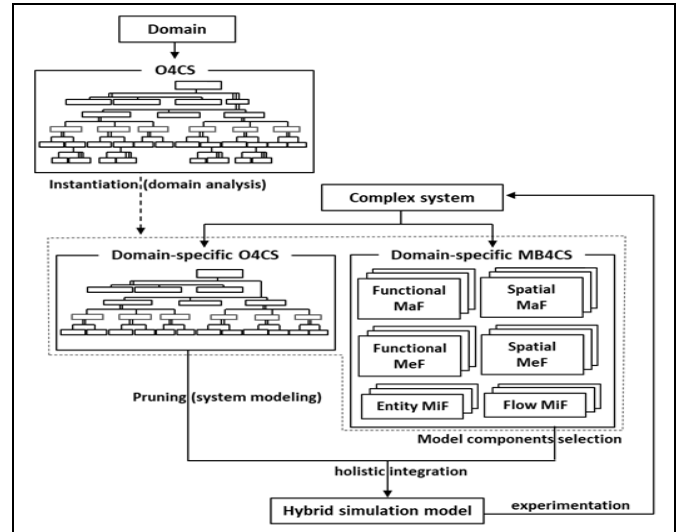 Domain
O4CS
Instantiation (domain analysis)
Complex system
Domain-specific O4CS
Domain-specific MB4CS
Functional
MaF
Spatial
MaF
Functional
MeF
Spatial
MeF
Entity MiF
Flow MiF
Pruning (system modeling)
Model components selection
holistic integration
Hybrid simulation model
experimentation